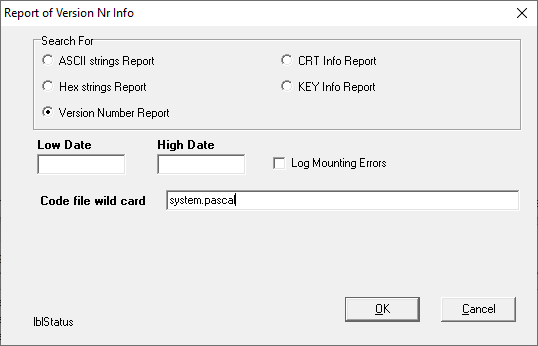 Report of Version Nr Info
Search For
ASCII strings Report
CRT Info Report
Hex strings Report
KEY Info Report
Version Number Report
Low Date
High Date
Log Mounting Errors
Code file wild card
system.pascal
OK
Cancel
lblStatus